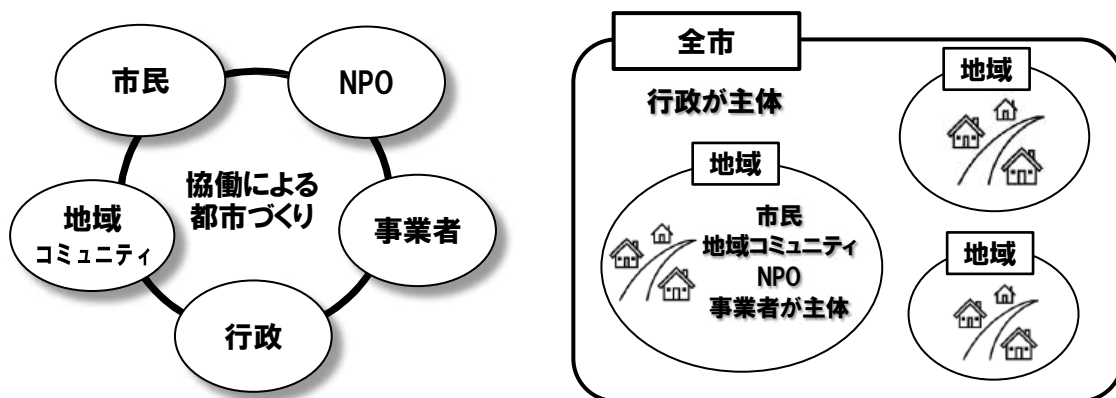 市民
NPO
協働による
都市づくり
地域
コミュニティ
事業者
行政
全市
行政が主体
地域
市民
地域コミュニティ
NPO
事業者が主体
地域
地域